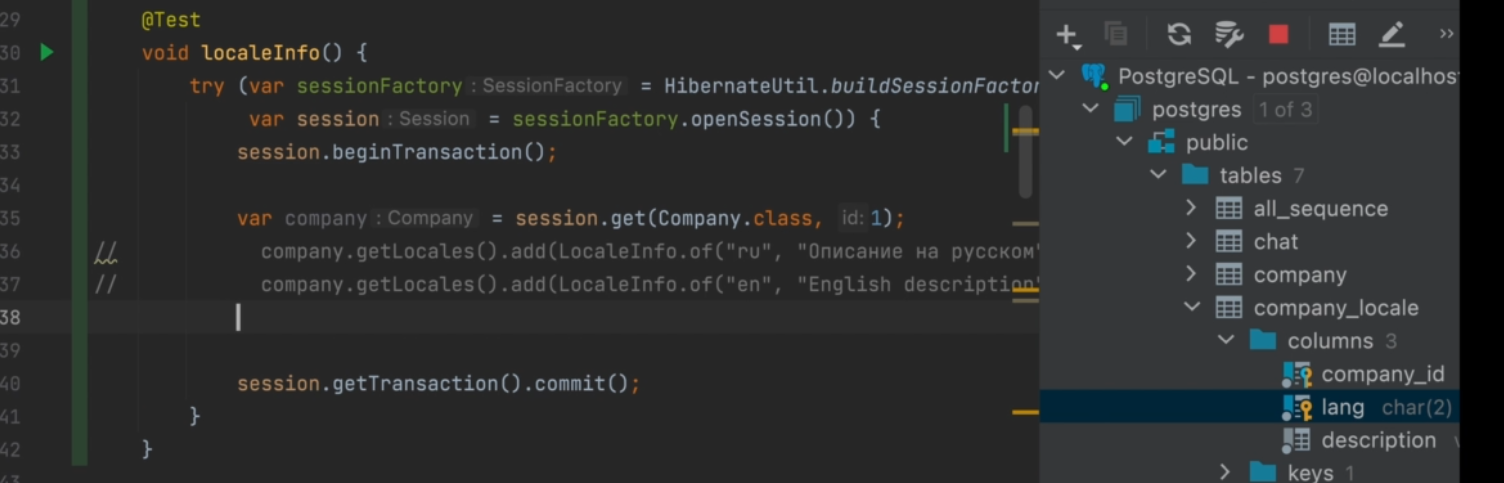 29 @Test
30 void localeInfo() {
31 try (var sessionFactory : SessionFactory = HibernateUtil.buildSessionFactor
32 var session : Session = sessionFactory.openSession()) {
33 session.beginTransaction();
34
35 var company : Company = session.get(Company.class, id: 1);
36 // company.getLocales().add(LocaleInfo.of("ru", "Описание на русском"
37 // company.getLocales().add(LocaleInfo.of("en", "English description"
38
39
40 session.getTransaction().commit();
41 }
42 }
43
PostgreSQL - postgres@localhos
postgres 1 of 3
public
tables 7
all_sequence
chat
company
company_locale
columns 3
company_id
lang char(2)
description
keys 1